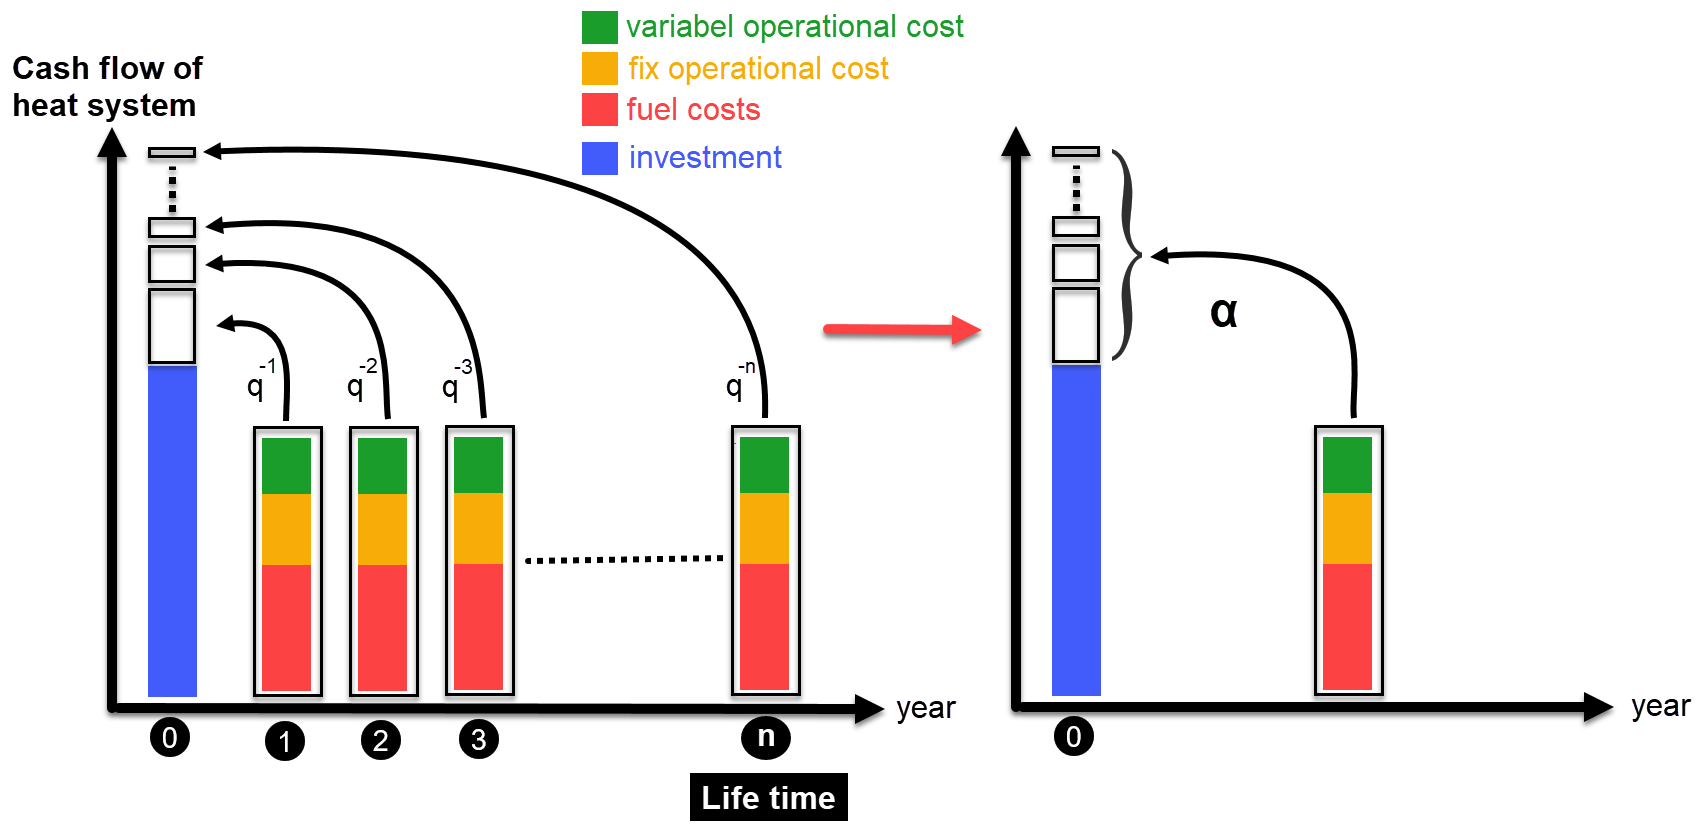 variabel operational cost
fix operational cost
fuel costs
investment
Cash flow of
heat system
q-1
q-2
q-3
q-n
α
year
year
0
1
2
3
n
0
Life time